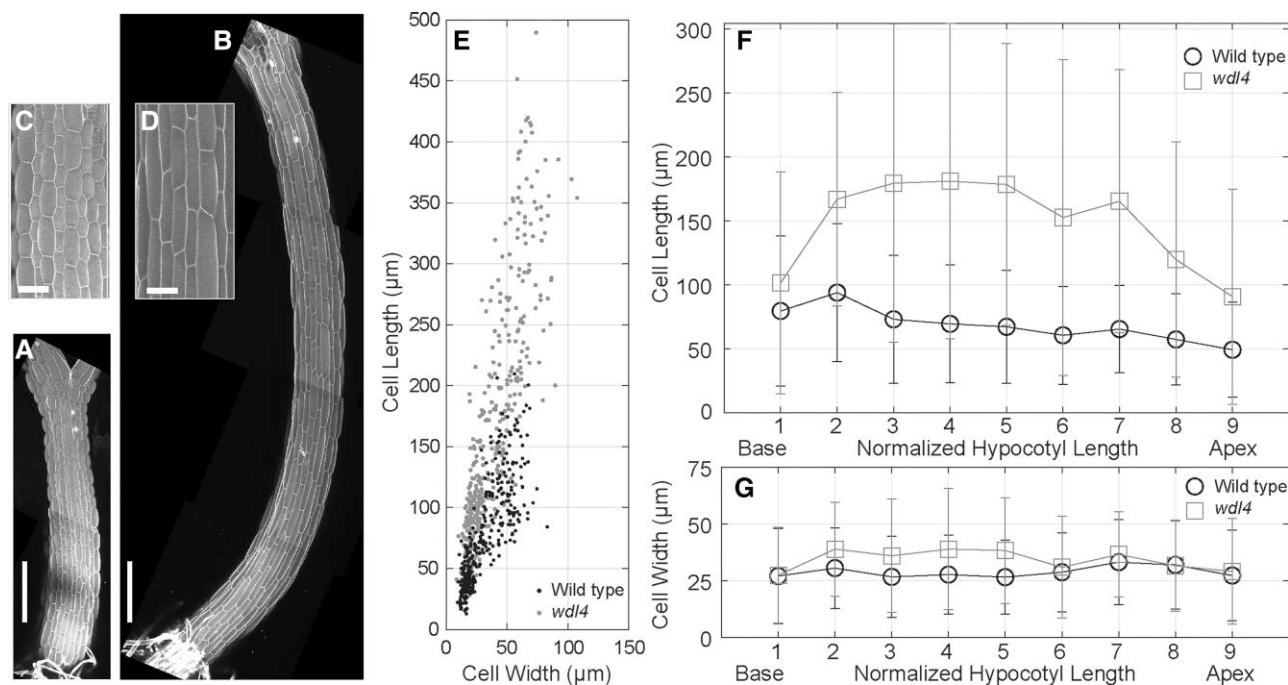 A
B
C
D
E
500
450
400
350
300
250
200
150
100
50
0
Cell Length (µm)
Wild type
wdl4
0 50 100 150
Cell Width (µm)
F
300
250
200
150
100
50
0
Cell Length (µm)
Wild type
wdl4
1 2 3 4 5 6 7 8 9
Base Normalized Hypocotyl Length Apex
G
75
50
25
0
Cell Width (µm)
Wild type
wdl4
1 2 3 4 5 6 7 8 9
Base Normalized Hypocotyl Length Apex